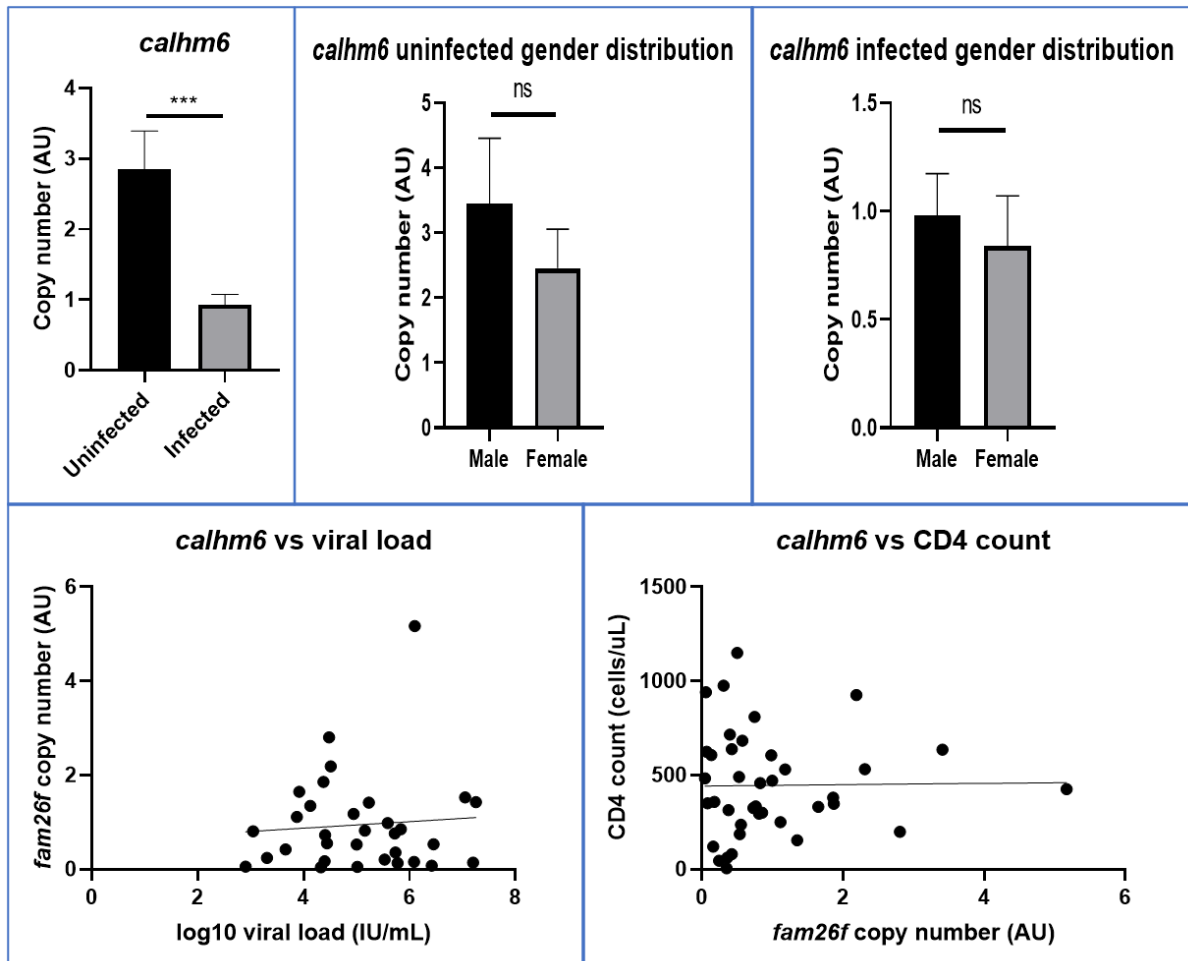 calhm6
***
4
3
2
1
0
Copy number (AU)
Uninfected
Infected
calhm6 uninfected gender distribution
ns
5
4
3
2
1
0
Copy number (AU)
Male Female
calhm6 infected gender distribution
ns
1.5
1.0
0.5
0.0
Copy number (AU)
Male Female
calhm6 vs viral load
6
4
2
0
fam26f copy number (AU)
0 2 4 6 8
log10 viral load (IU/mL)
calhm6 vs CD4 count
1500
1000
500
0
CD4 count (cells/uL)
0 2 4 6
fam26f copy number (AU)